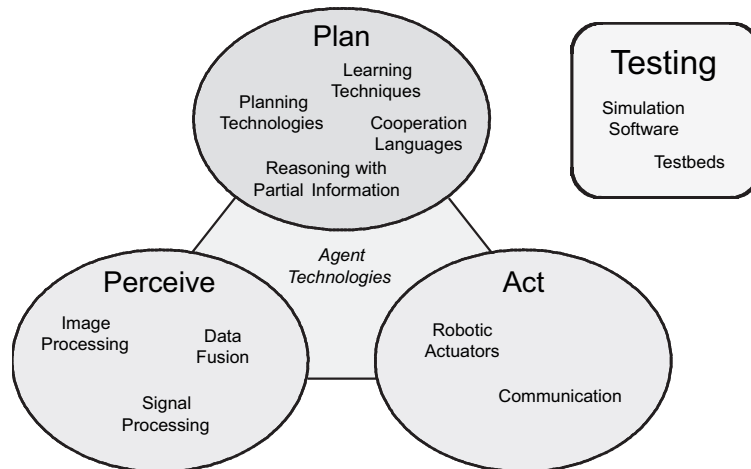 Plan
Learning
Techniques
Planning
Technologies
Cooperation
Languages
Reasoning with
Partial Information
Testing
Simulation
Software
Testbeds
Agent
Technologies
Perceive
Image
Processing
Data
Fusion
Signal
Processing
Act
Robotic
Actuators
Communication